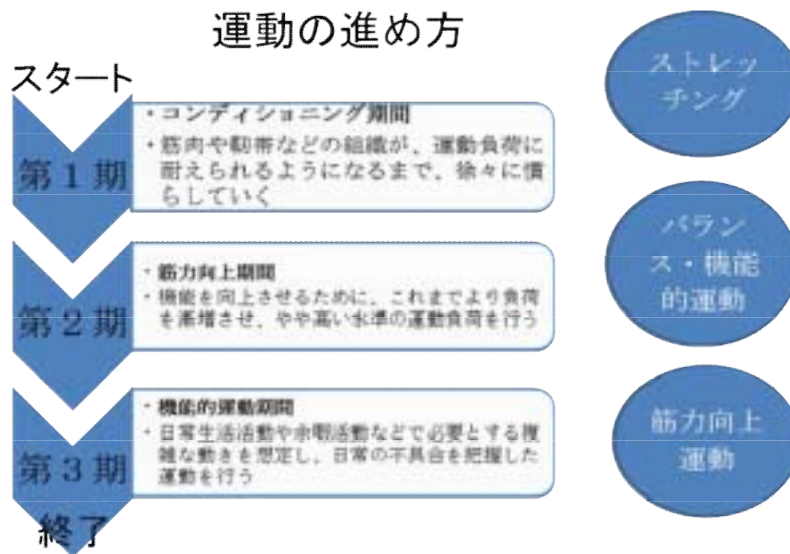 運動の進め方
スタート
第１期
・コンディショニング期間
・筋肉や靭帯などの組織が、運動負荷に
耐えられるようになるまで、徐々に慣
らしていく
第２期
・筋力向上期間
・機能を向上させるために、これまでより負荷
を漸増させ、やや高い水準の運動負荷を行う
第３期
・機能的運動期間
・日常生活活動や余暇活動などで必要とする複
雑な動きを想定し、日常の不具合を把握した
運動を行う
終了
ストレッ
チング
バラン
ス・機能
的運動
筋力向上
運動